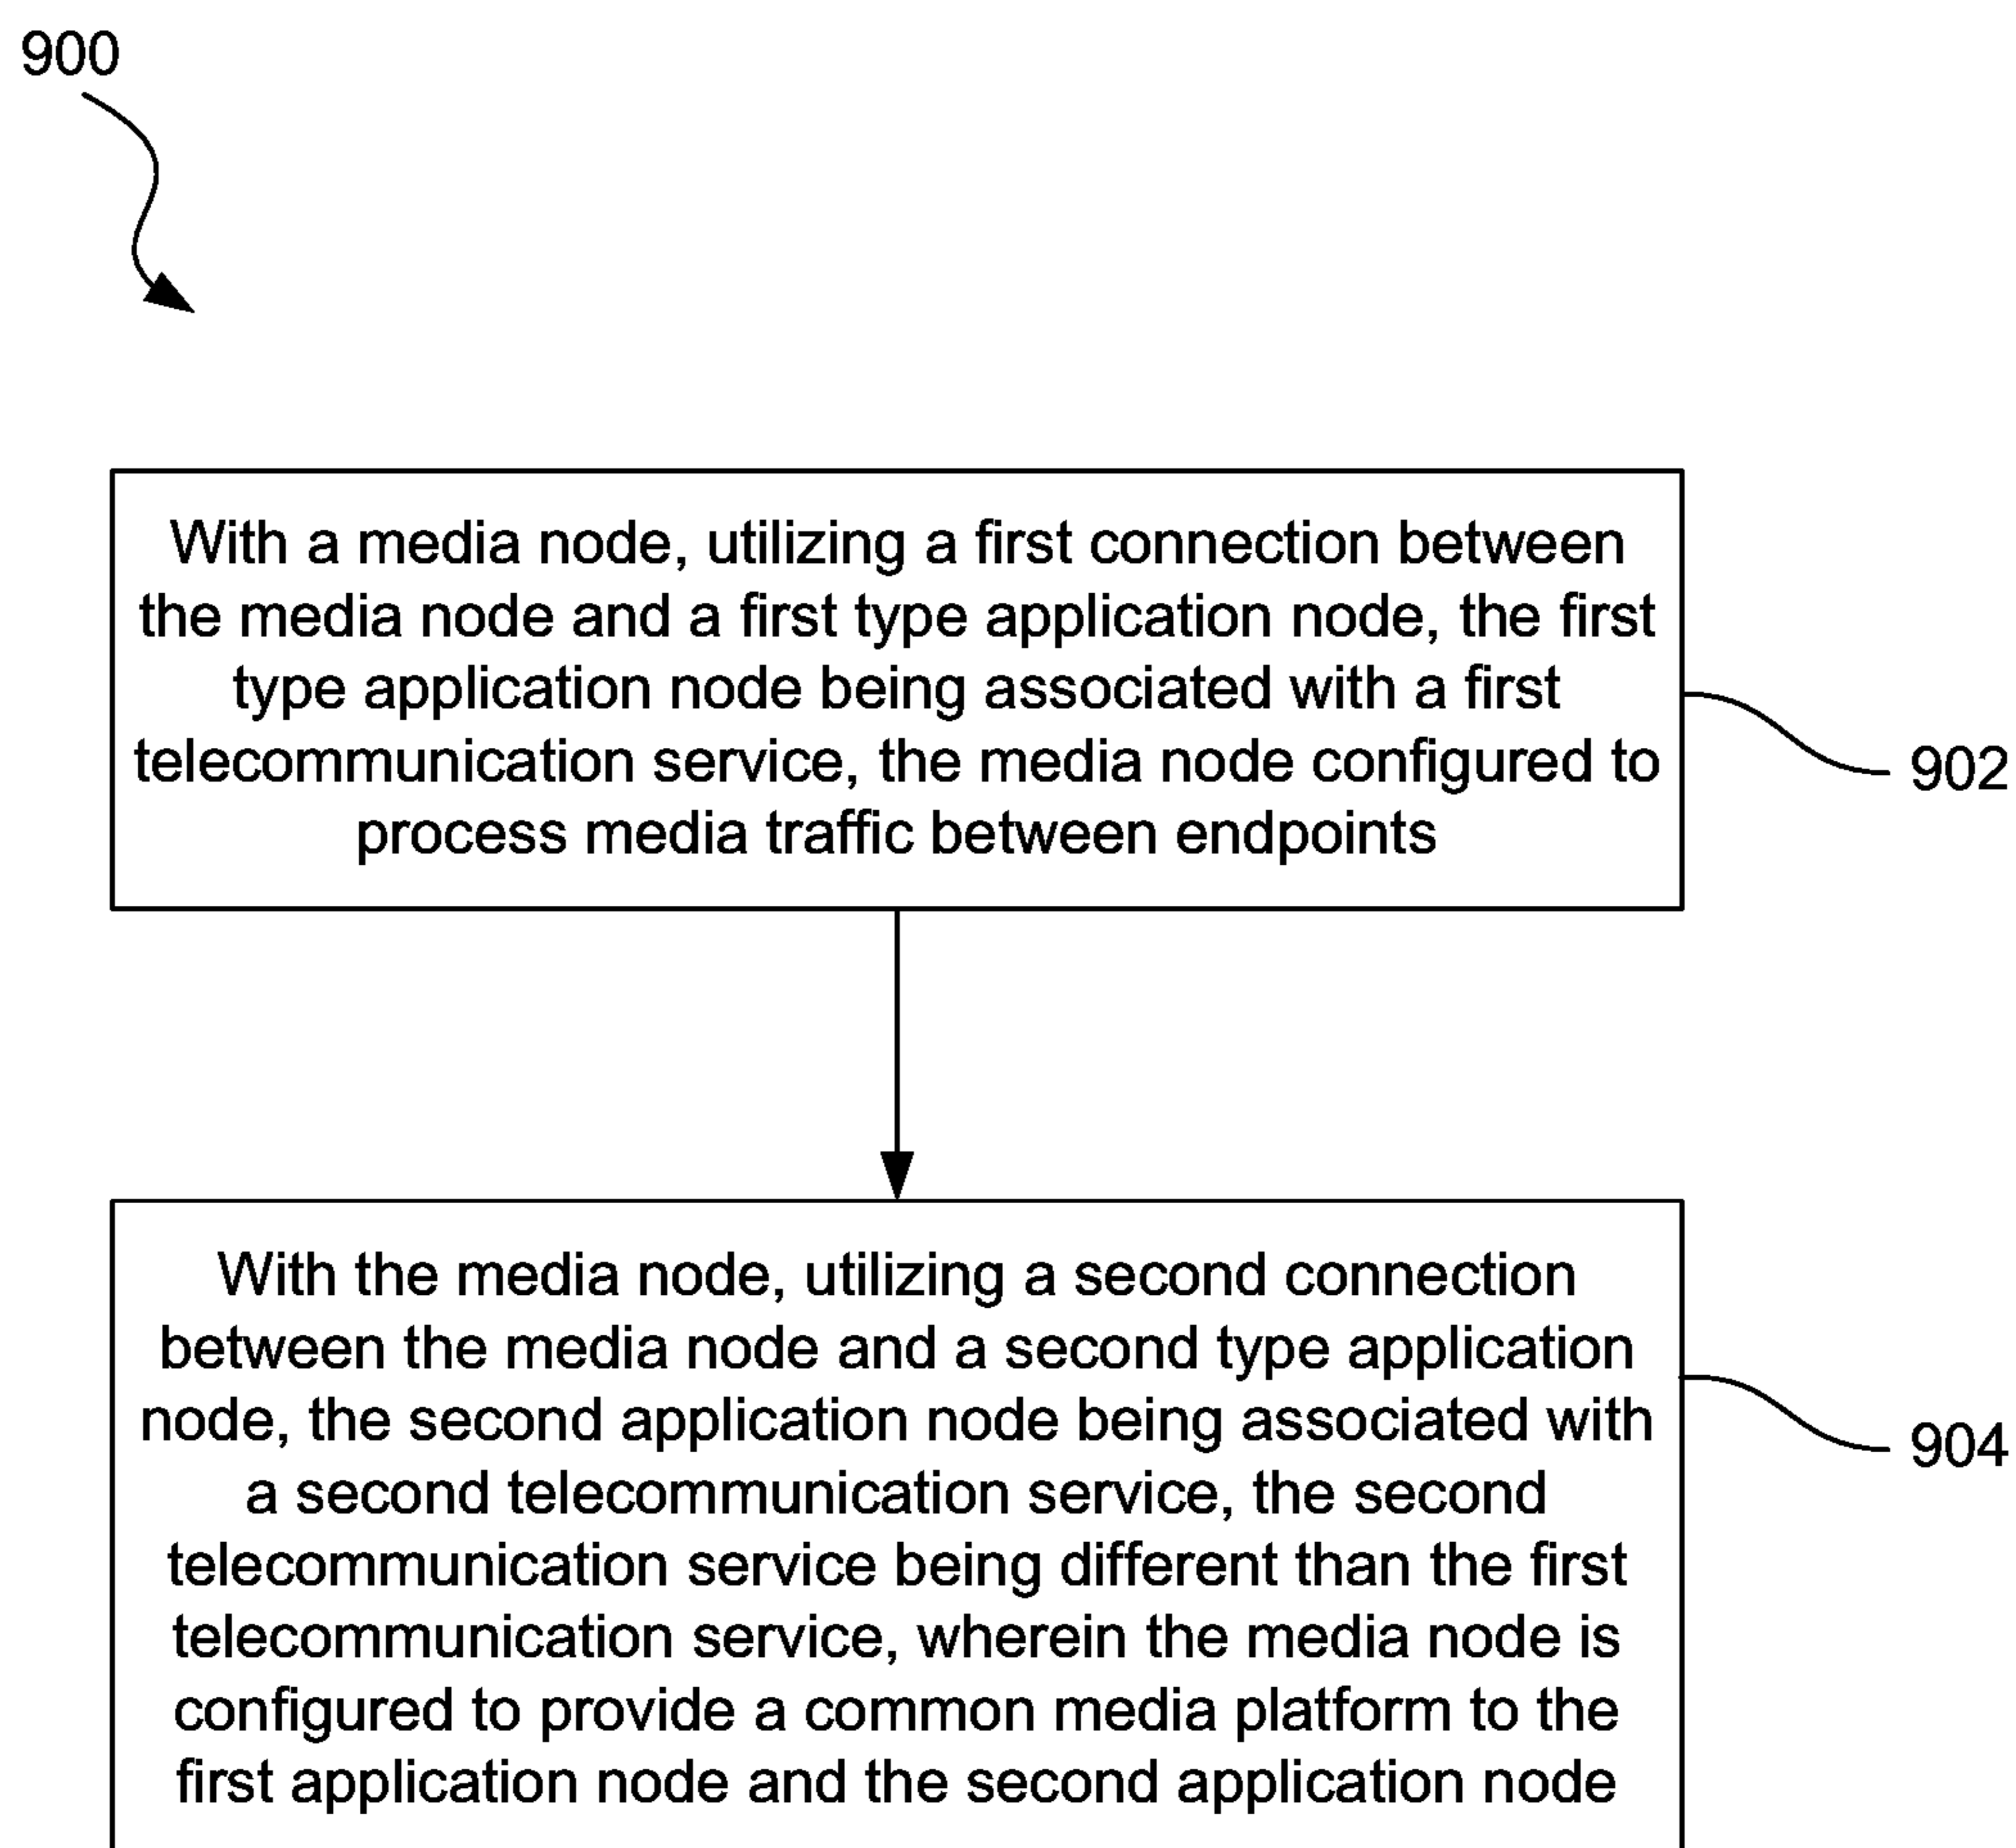 900
With a media node, utilizing a first connection between
the media node and a first type application node, the first
type application node being associated with a first
telecommunication service, the media node configured to
process media traffic between endpoints
902
With the media node, utilizing a second connection
between the media node and a second type application
node, the second application node being associated with
a second telecommunication service, the second
telecommunication service being different than the first
telecommunication service, wherein the media node is
configured to provide a common media platform to the
first application node and the second application node
904